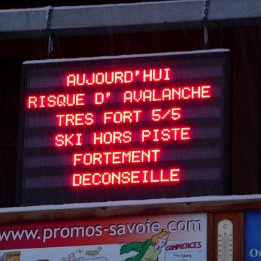 AUJOURD'HUI
RISQUE D' AVALANCHE
TRES FORT 5/5
SKI HORS PISTE
FORTEMENT
DECONSEILLE
www.promos-savoie.com
COMMERCES